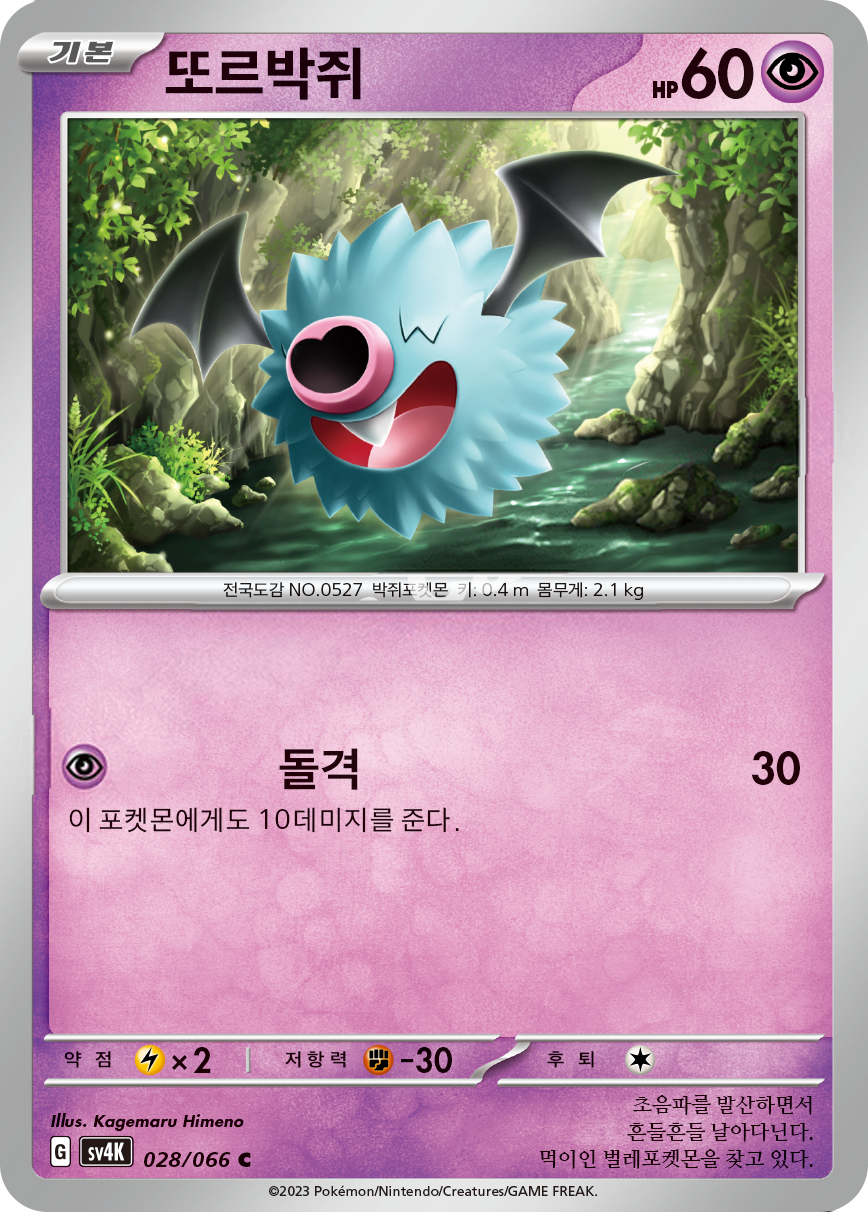 기본
또르박쥐
HP 60
전국도감 NO.0527 박쥐포켓몬 키: 0.4 m 몸무게: 2.1 kg
돌격 30
이 포켓몬에게도 10데미지를 준다.
약점 ×2 저항력 -30 후퇴
Illus. Kagemaru Himeno
초음파를 발산하면서
흔들흔들 날아다닌다.
먹이인 벌레포켓몬을 찾고 있다.
G sv4K 028/066 C
©2023 Pokémon/Nintendo/Creatures/GAME FREAK.